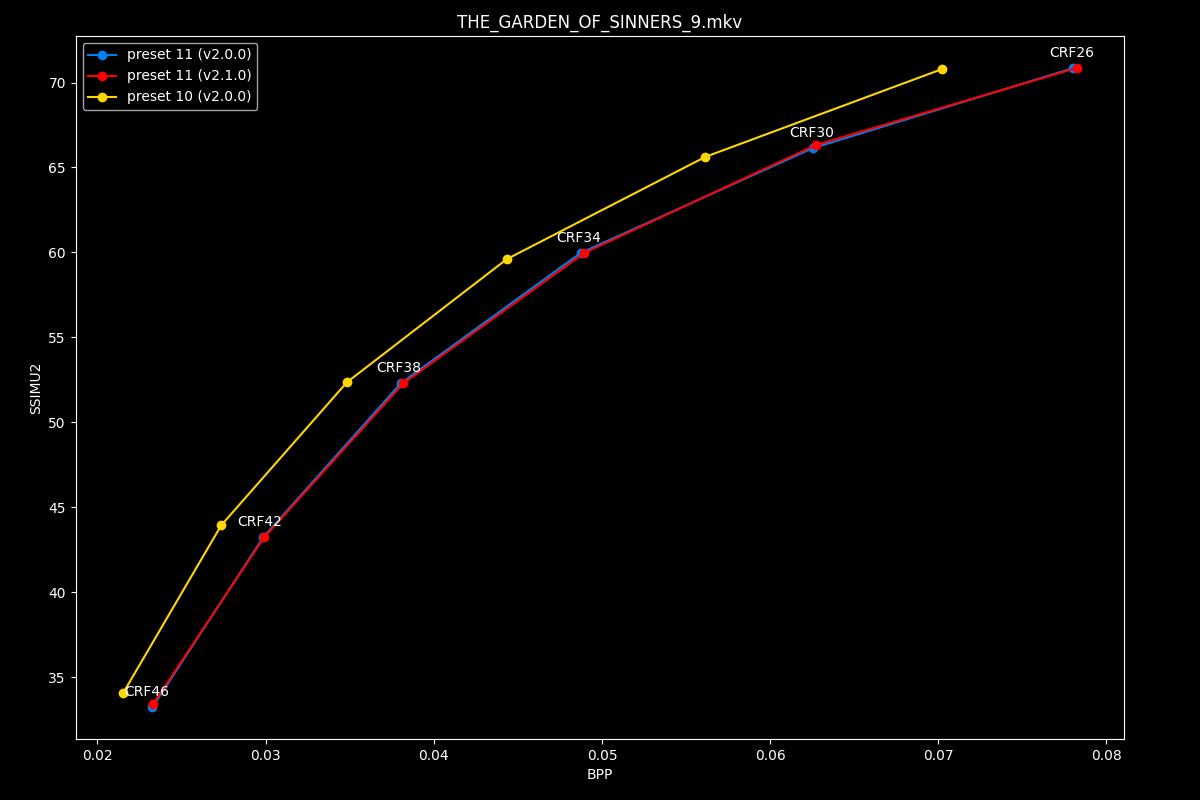 THE_GARDEN_OF_SINNERS_9.mkv
preset 11 (v2.0.0)
preset 11 (v2.1.0)
preset 10 (v2.0.0)
CRF26
CRF30
CRF34
CRF38
CRF42
CRF46
SSIMU2
70
65
60
55
50
45
40
35
0.02 0.03 0.04 0.05 0.06 0.07 0.08
BPP